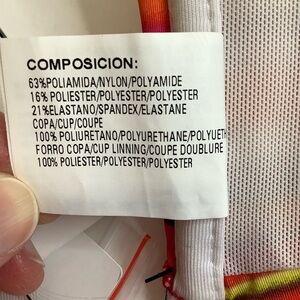 COMPOSICION:
63%POLIAMIDA/NYLON/POLYAMIDE
16%POLIESTER/POLYESTER/POLYESTER
21%ELASTANO/SPANDEX/ELASTANE
COPA/CUP/COUPE
100%POLIURETANO/POLYURETHANE/POLYUETH
FORRO COPA/CUP LINNING/COUPE DOUBLURE
100%POLIESTER/POLYESTER/POLYESTER